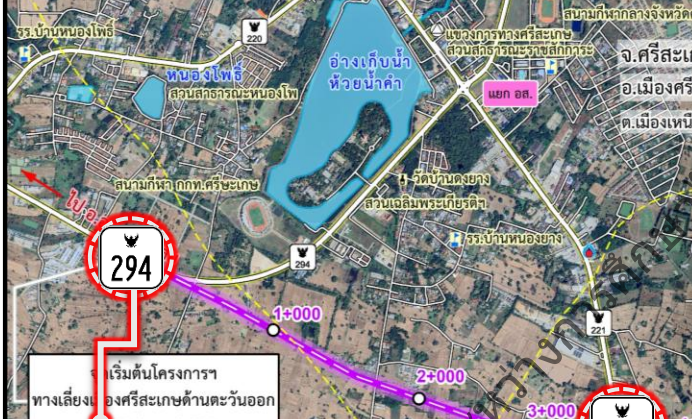 สนามกีฬากลางจังหวัด
รร.บ้านหนองโพธิ์
220
แขวงการทางศรีสะเกษ
สวนสาธารณะ
จ.ศรีสะเก
อ่างเก็บน้ำ
ห้วยน้ำคำ
หนองโพธิ์
สวนสาธารณะหนองโพ
แยก อส.
อ.เมืองศรี
ต.เมืองเหนื
วัดบ้านดงยาง
สนามกีฬา กกท.ศรีษะเกษ
สวนเฉลิมพระเกียรติฯ
ไป
รร.บ้านหนองยาง
294
294
1+000
221
เริ่มต้นโครงการฯ
ทางเลี่ยงเมืองศรีสะเกษด้านตะวันออก
2+000
3+000